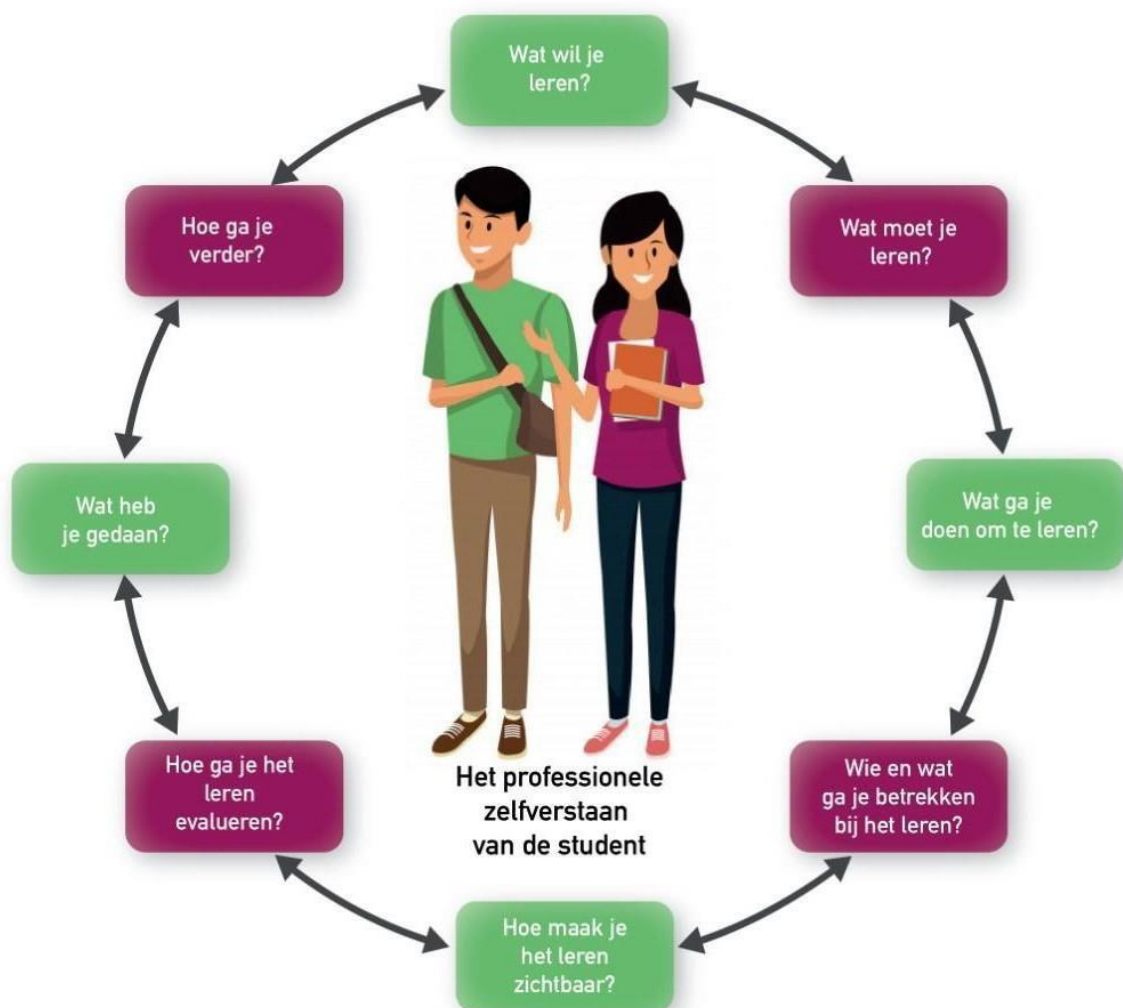 Wat wil je
leren?
Wat moet je
leren?
Wat ga je
doen om te leren?
Wie en wat
ga je betrekken
bij het leren?
Hoe maak je
het leren
zichtbaar?
Hoe ga je het
leren
evalueren?
Wat heb
je gedaan?
Hoe ga je
verder?
Het professionele
zelfverstaan
van de student